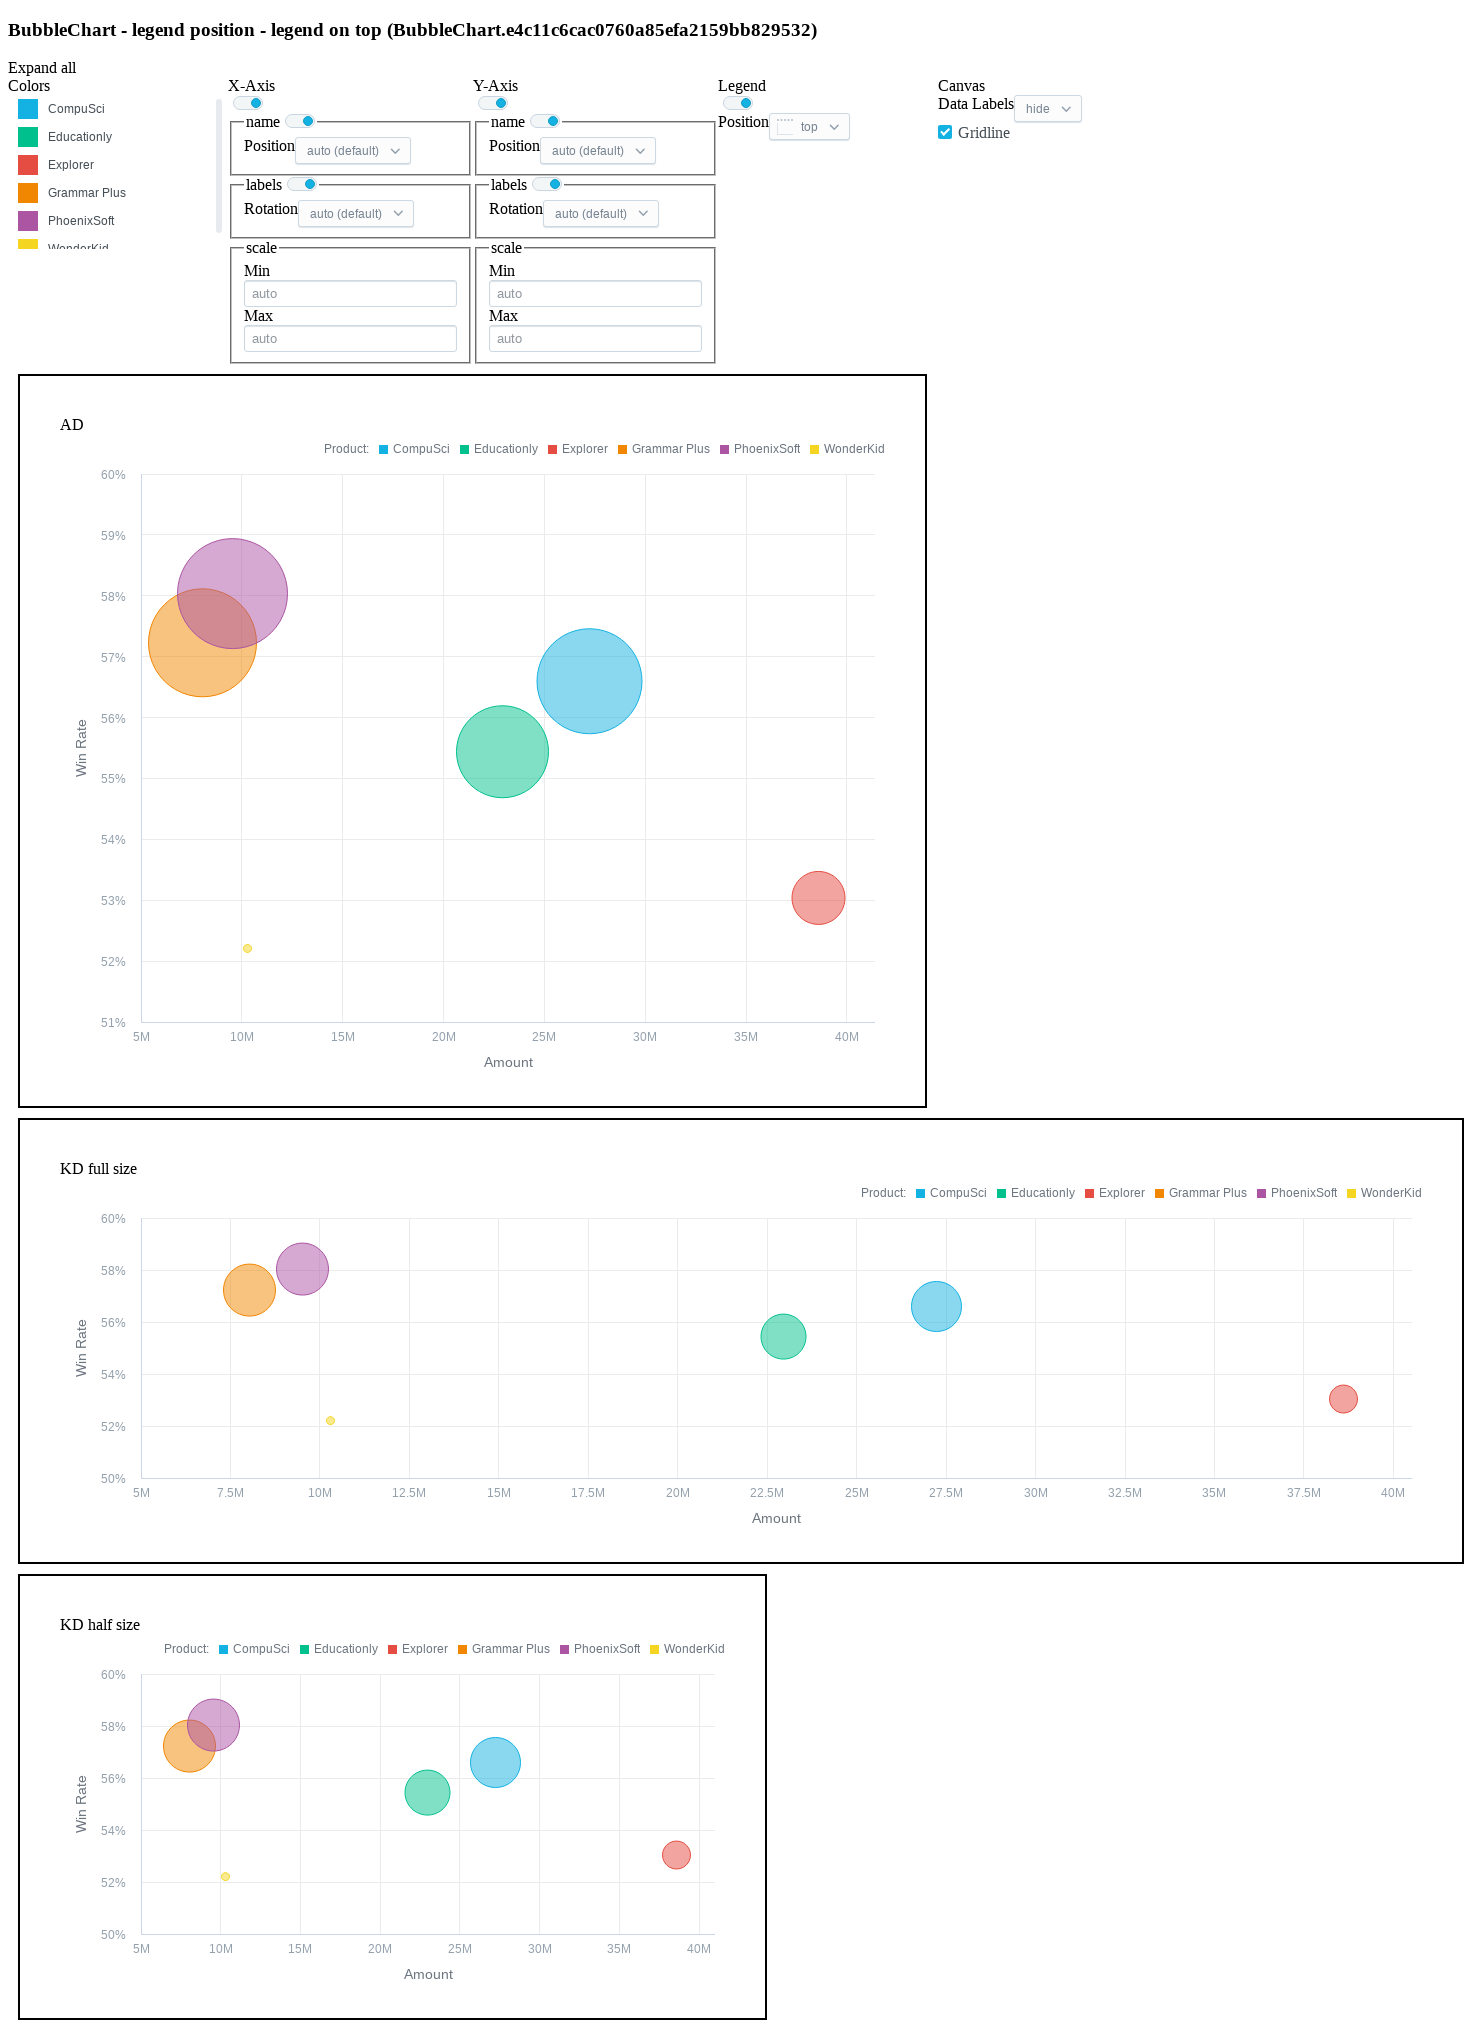 BubbleChart - legend position - legend on top (BubbleChart.e4c11c6cac0760a85efa2159bb829532)
Expand all
Colors
CompuSci
Educationly
Explorer
Grammar Plus
PhoenixSoft
WonderKid
X-Axis
name
Position auto (default)
labels
Rotation auto (default)
scale
Min
auto
Max
auto
Y-Axis
name
Position auto (default)
labels
Rotation auto (default)
scale
Min
auto
Max
auto
Legend
Position top
Canvas
Data Labels hide
Gridline
AD
Product: CompuSci Educationly Explorer Grammar Plus PhoenixSoft WonderKid
60%
59%
58%
57%
56%
55%
54%
53%
52%
51%
Win Rate
5M 10M 15M 20M 25M 30M 35M 40M
Amount
KD full size
Product: CompuSci Educationly Explorer Grammar Plus PhoenixSoft WonderKid
60%
58%
56%
54%
52%
50%
Win Rate
5M 7.5M 10M 12.5M 15M 17.5M 20M 22.5M 25M 27.5M 30M 32.5M 35M 37.5M 40M
Amount
KD half size
Product: CompuSci Educationly Explorer Grammar Plus PhoenixSoft WonderKid
60%
58%
56%
54%
52%
50%
Win Rate
5M 10M 15M 20M 25M 30M 35M 40M
Amount